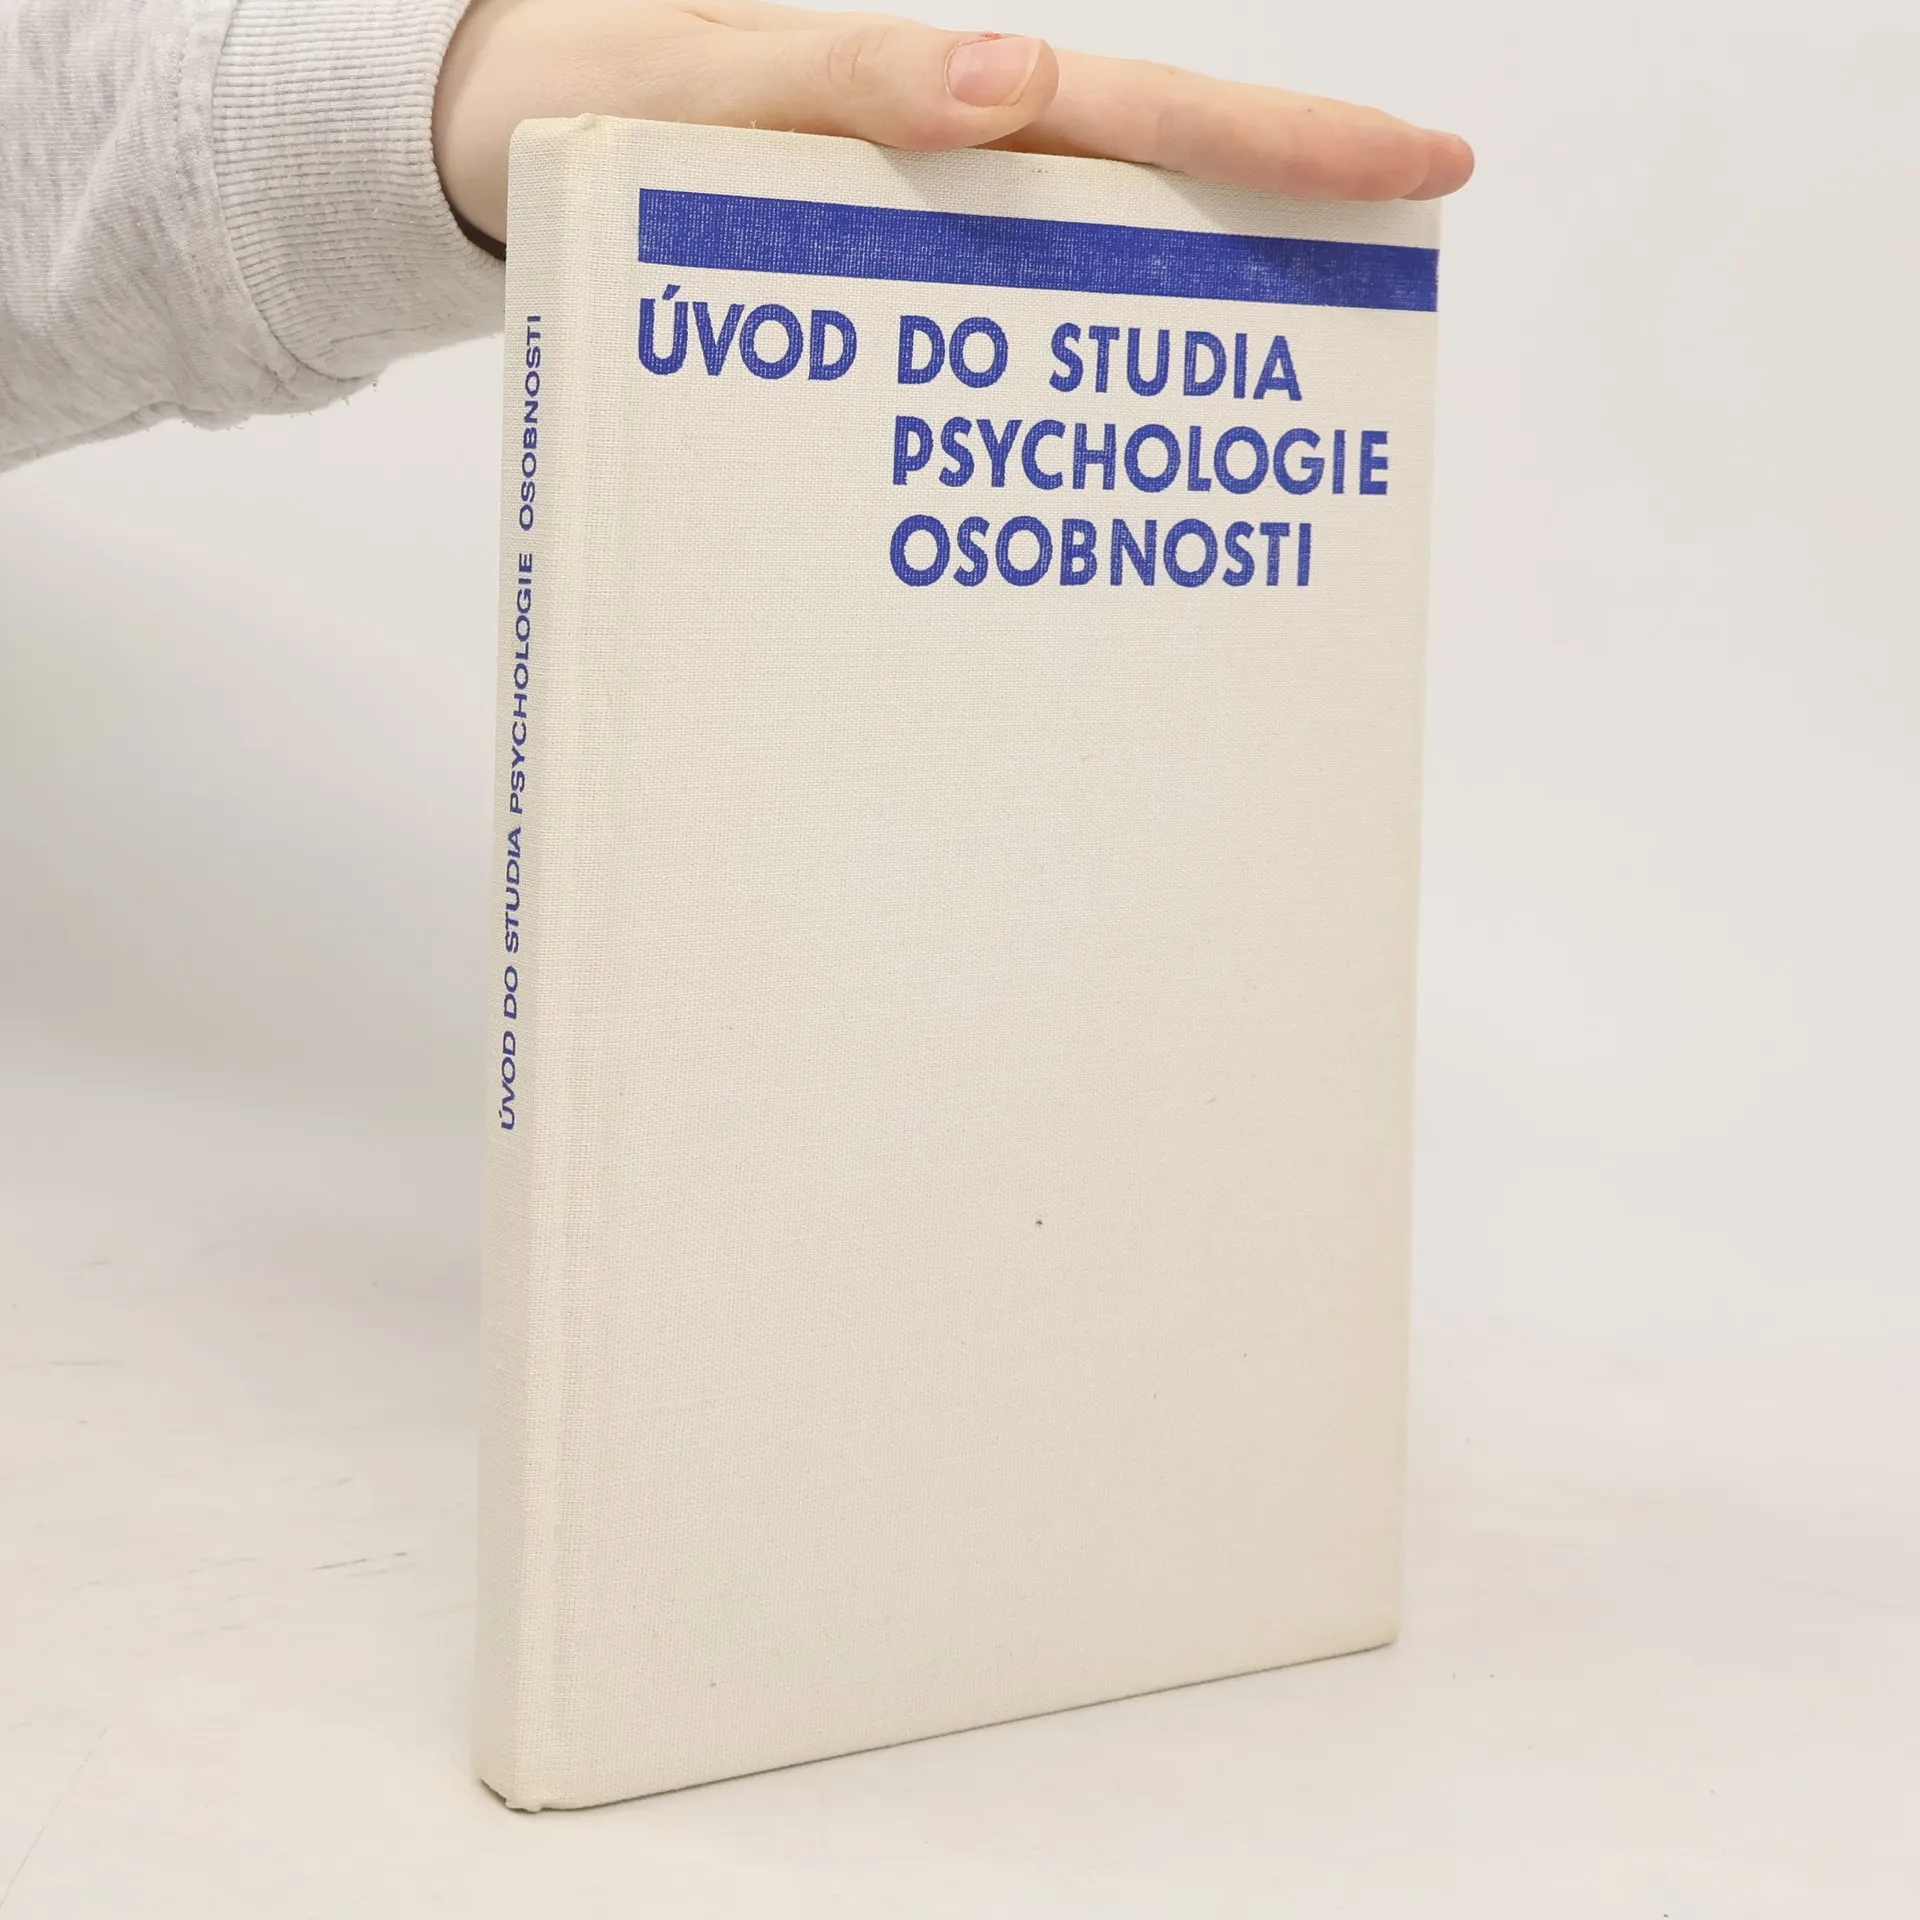 ÚVOD DO STUDIA
PSYCHOLOGIE
OSOBNOSTI
ÚVOD DO STUDIA PSYCHOLOGIE OSOBNOSTI